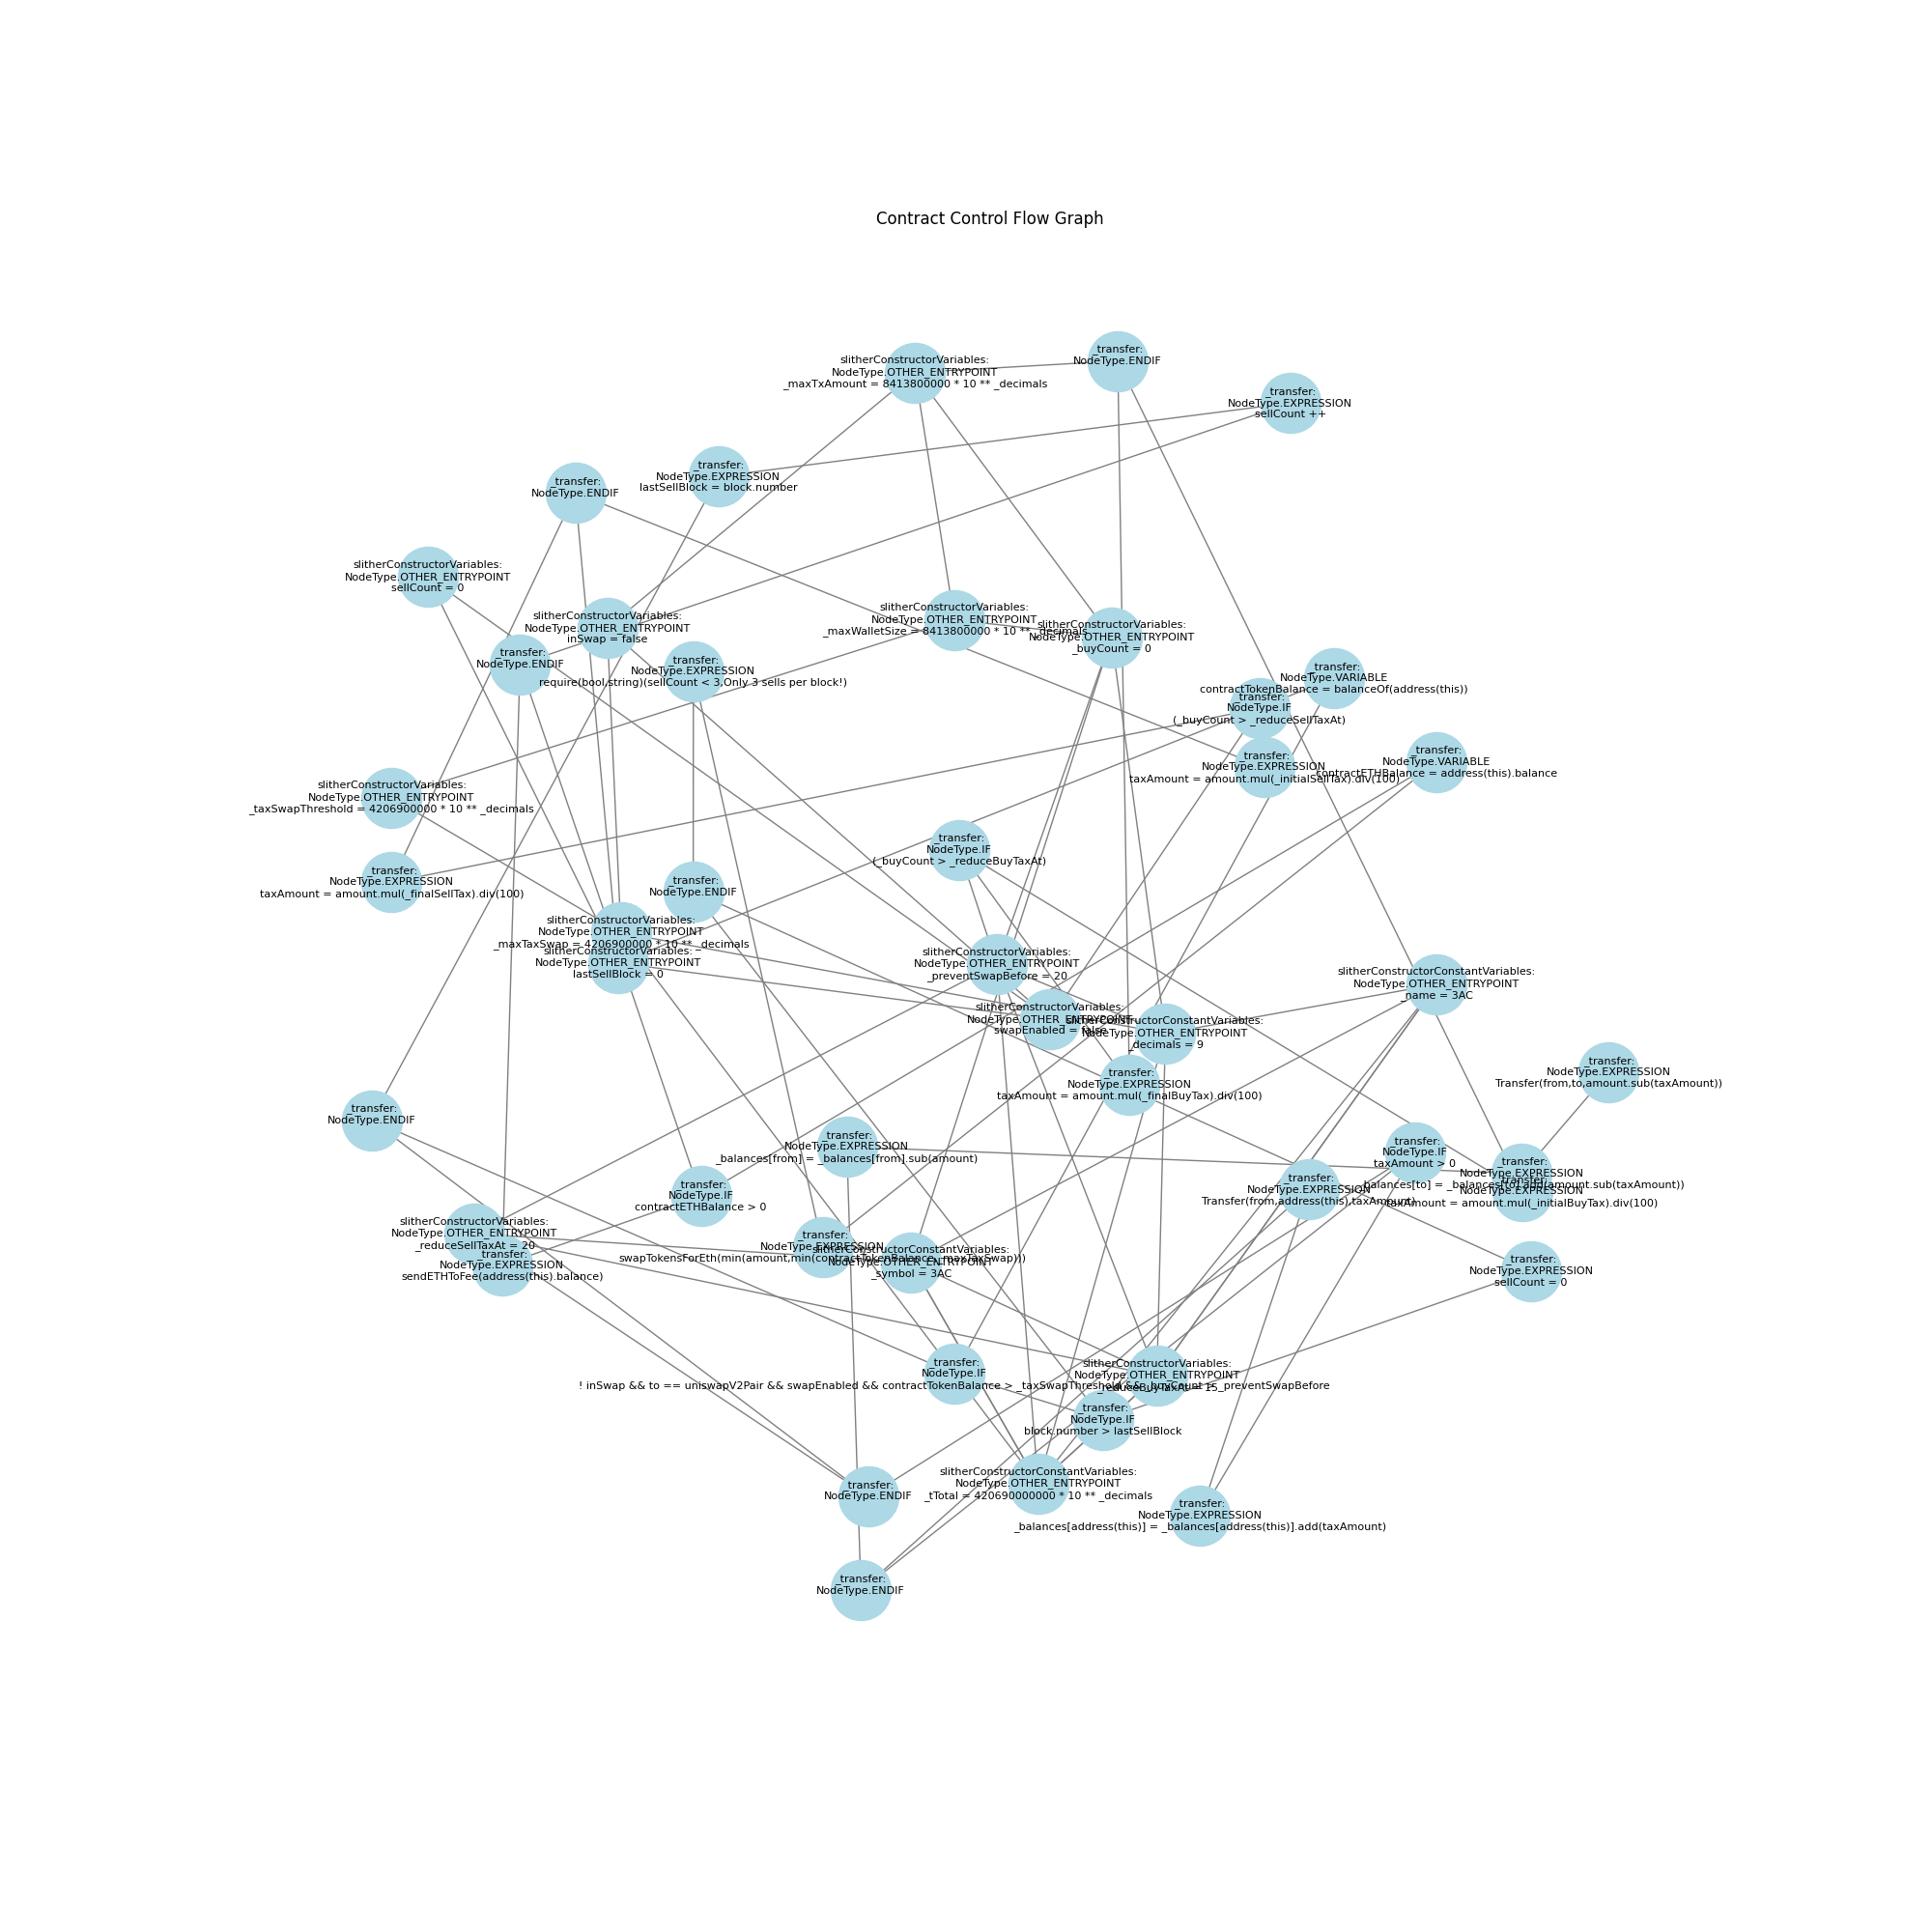 Contract Control Flow Graph
slitherConstructorVariables:
NodeType.OTHER_ENTRYPOINT
_maxTxAmount = 8413800000 * 10 ** _decimals
_transfer:
NodeType.ENDIF
_transfer:
NodeType.EXPRESSION
sellCount ++
_transfer:
NodeType.EXPRESSION
lastSellBlock = block.number
_transfer:
NodeType.ENDIF
slitherConstructorVariables:
NodeType.OTHER_ENTRYPOINT
sellCount = 0
slitherConstructorVariables:
NodeType.OTHER_ENTRYPOINT
inSwap = false
slitherConstructorVariables:
NodeType.OTHER_ENTRYPOINT
_maxWalletSize = 8413800000 * 10 ** _decimals
slitherConstructorVariables:
NodeType.OTHER_ENTRYPOINT
_buyCount = 0
_transfer:
NodeType.ENDIF
_transfer:
NodeType.EXPRESSION
require(bool,string)(sellCount < 3,Only 3 sells per block!)
_transfer:
NodeType.VARIABLE
contractTokenBalance = balanceOf(address(this))
_transfer:
NodeType.IF
(_buyCount > _reduceSellTaxAt)
_transfer:
NodeType.EXPRESSION
taxAmount = amount.mul(_initialSellTax).div(100)
_transfer:
NodeType.VARIABLE
contractETHBalance = address(this).balance
slitherConstructorVariables:
NodeType.OTHER_ENTRYPOINT
_taxSwapThreshold = 4206900000 * 10 ** _decimals
_transfer:
NodeType.IF
(_buyCount > _reduceBuyTaxAt)
_transfer:
NodeType.EXPRESSION
taxAmount = amount.mul(_finalSellTax).div(100)
_transfer:
NodeType.ENDIF
slitherConstructorVariables:
NodeType.OTHER_ENTRYPOINT
_maxTaxSwap = 4206900000 * 10 ** _decimals
slitherConstructorVariables:
NodeType.OTHER_ENTRYPOINT
lastSellBlock = 0
slitherConstructorVariables:
NodeType.OTHER_ENTRYPOINT
_preventSwapBefore = 20
slitherConstructorConstantVariables:
NodeType.OTHER_ENTRYPOINT
_name = 3AC
slitherConstructorVariables:
NodeType.OTHER_ENTRYPOINT
swapEnabled = false
slitherConstructorConstantVariables:
NodeType.OTHER_ENTRYPOINT
_decimals = 9
_transfer:
NodeType.EXPRESSION
Transfer(from,to,amount.sub(taxAmount))
_transfer:
NodeType.EXPRESSION
taxAmount = amount.mul(_finalBuyTax).div(100)
_transfer:
NodeType.ENDIF
_transfer:
NodeType.EXPRESSION
_balances[from] = _balances[from].sub(amount)
_transfer:
NodeType.IF
taxAmount > 0
_transfer:
NodeType.EXPRESSION
_balances[to] = _balances[to].add(amount.sub(taxAmount))
_transfer:
NodeType.EXPRESSION
taxAmount = amount.mul(_initialBuyTax).div(100)
_transfer:
NodeType.EXPRESSION
Transfer(from,address(this),taxAmount)
_transfer:
NodeType.IF
contractETHBalance > 0
slitherConstructorVariables:
NodeType.OTHER_ENTRYPOINT
_reduceSellTaxAt = 20
_transfer:
NodeType.EXPRESSION
sendETHToFee(address(this).balance)
_transfer:
NodeType.EXPRESSION
swapTokensForEth(min(amount,min(contractTokenBalance,_maxTaxSwap)))
slitherConstructorConstantVariables:
NodeType.OTHER_ENTRYPOINT
_symbol = 3AC
_transfer:
NodeType.EXPRESSION
sellCount = 0
_transfer:
NodeType.IF
! inSwap && to == uniswapV2Pair && swapEnabled && contractTokenBalance > _taxSwapThreshold && _buyCount > _preventSwapBefore
slitherConstructorVariables:
NodeType.OTHER_ENTRYPOINT
_reduceBuyTaxAt = 15
_transfer:
NodeType.IF
block.number > lastSellBlock
slitherConstructorConstantVariables:
NodeType.OTHER_ENTRYPOINT
_tTotal = 420690000000 * 10 ** _decimals
_transfer:
NodeType.ENDIF
_transfer:
NodeType.EXPRESSION
_balances[address(this)] = _balances[address(this)].add(taxAmount)
_transfer:
NodeType.ENDIF